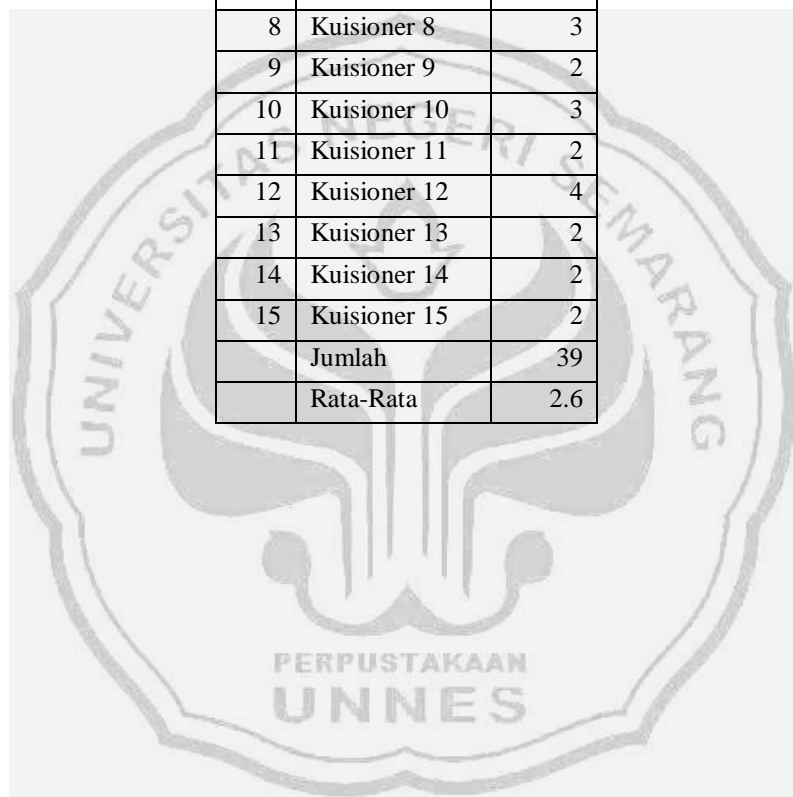 8 Kuisioner 8 3
9 Kuisioner 9 2
10 Kuisioner 10 3
11 Kuisioner 11 2
12 Kuisioner 12 4
13 Kuisioner 13 2
14 Kuisioner 14 2
15 Kuisioner 15 2
Jumlah 39
Rata-Rata 2.6
UNIVERSITAS NEGERI SEMARANG
PERPUSTAKAAN
UNNES